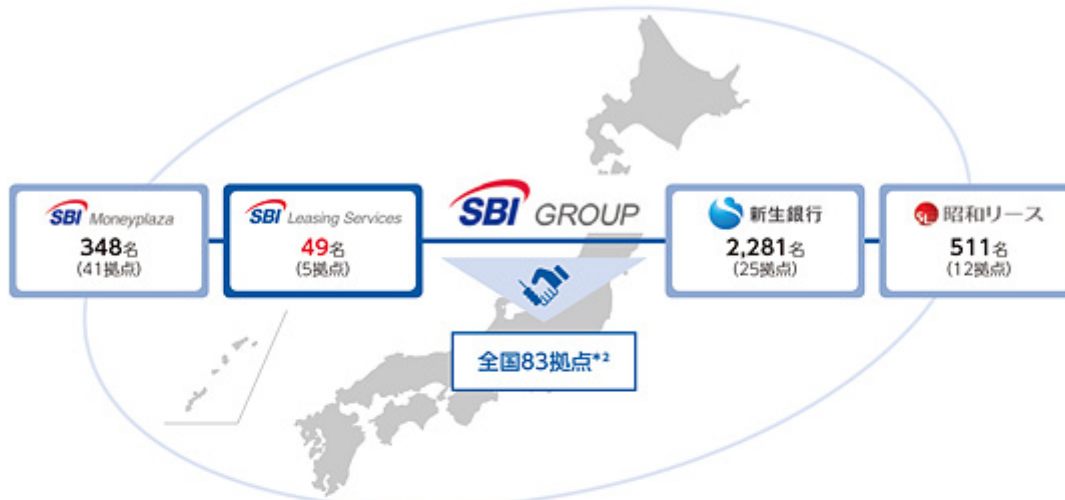 SBI Moneyplaza
348名
(41拠点)
SBI Leasing Services
49名
(5拠点)
SBI GROUP
新生銀行
2,281名
(25拠点)
SL 昭和リース
511名
(12拠点)
全国83拠点*2